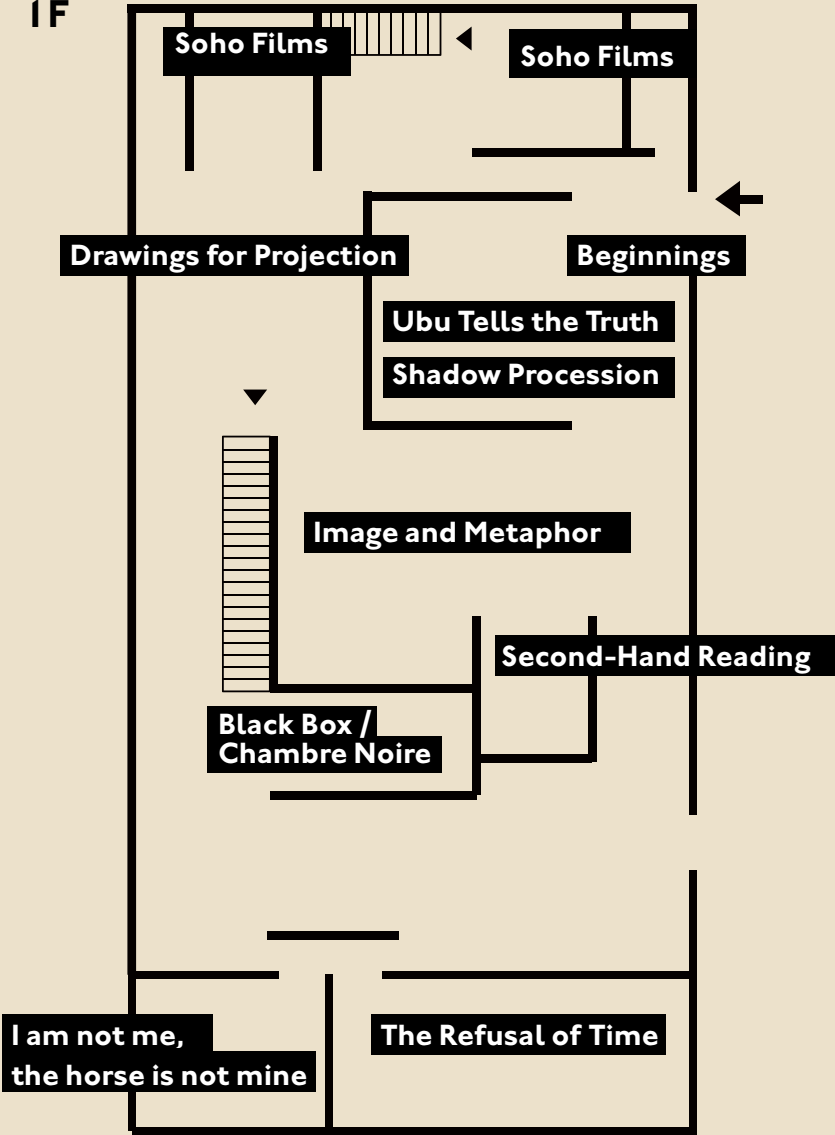 1F
Soho Films
Soho Films
Drawings for Projection
Beginnings
Ubu Tells the Truth
Shadow Procession
Image and Metaphor
Second-Hand Reading
Black Box /
Chambre Noire
I am not me,
the horse is not mine
The Refusal of Time